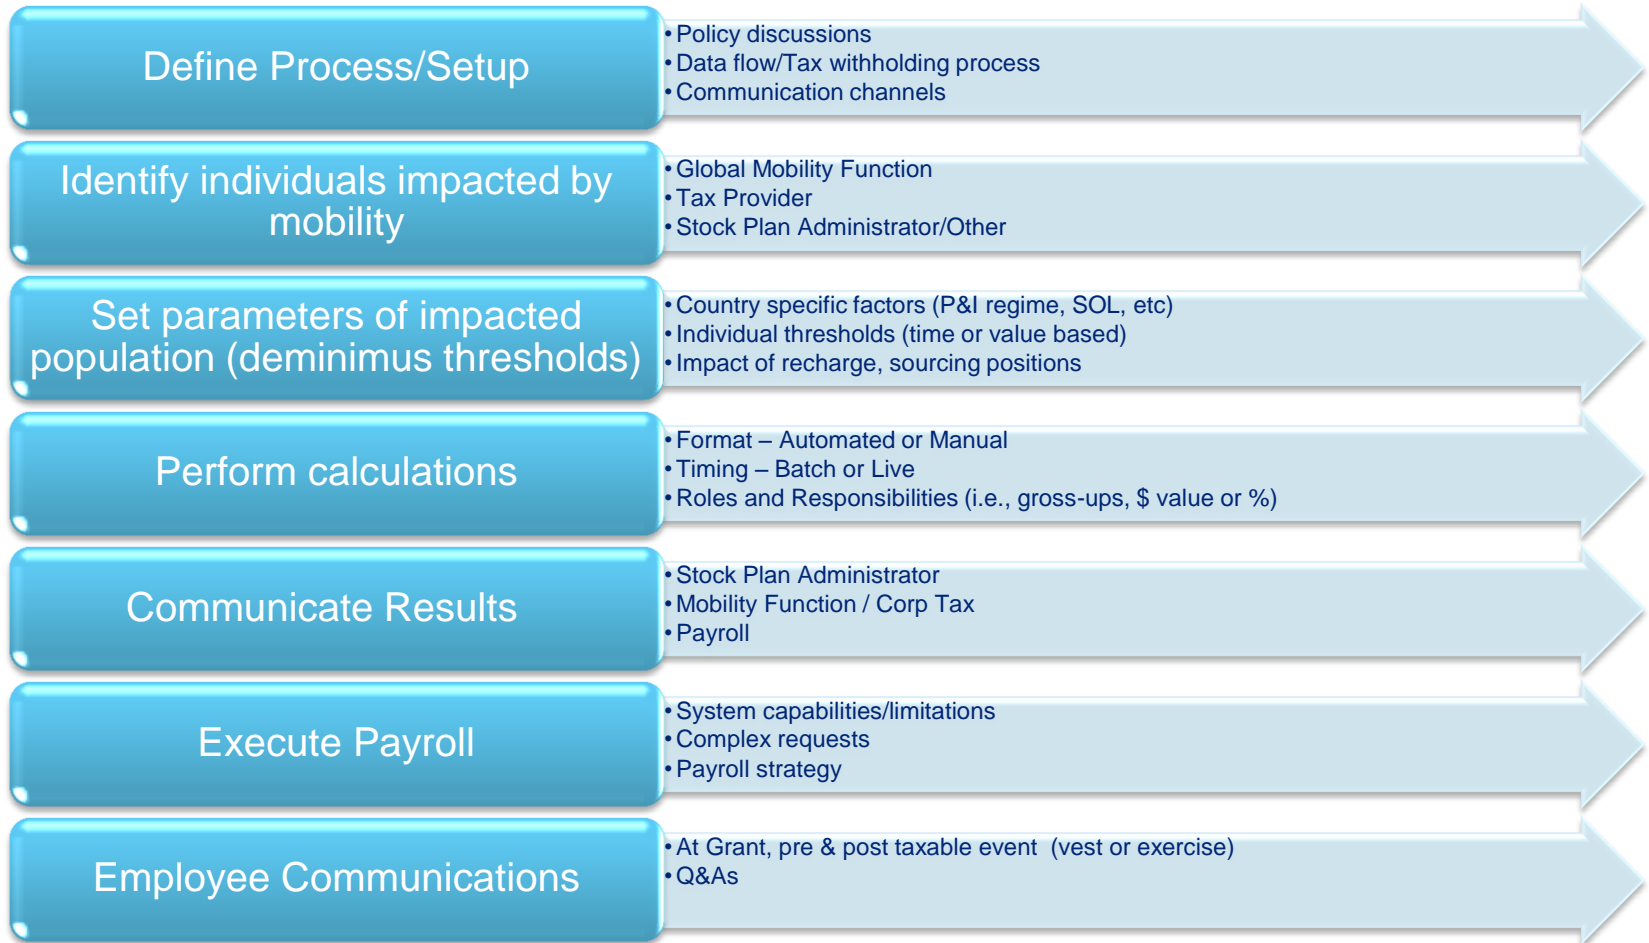 Define Process/Setup
• Policy discussions
• Data flow/Tax withholding process
• Communication channels
Identify individuals impacted by
mobility
• Global Mobility Function
• Tax Provider
• Stock Plan Administrator/Other
Set parameters of impacted
population (deminimus thresholds)
• Country specific factors (P&I regime, SOL, etc)
• Individual thresholds (time or value based)
• Impact of recharge, sourcing positions
Perform calculations
• Format – Automated or Manual
• Timing – Batch or Live
• Roles and Responsibilities (i.e., gross-ups, $ value or %)
Communicate Results
• Stock Plan Administrator
• Mobility Function / Corp Tax
• Payroll
Execute Payroll
• System capabilities/limitations
• Complex requests
• Payroll strategy
Employee Communications
• At Grant, pre & post taxable event  (vest or exercise)
• Q&As